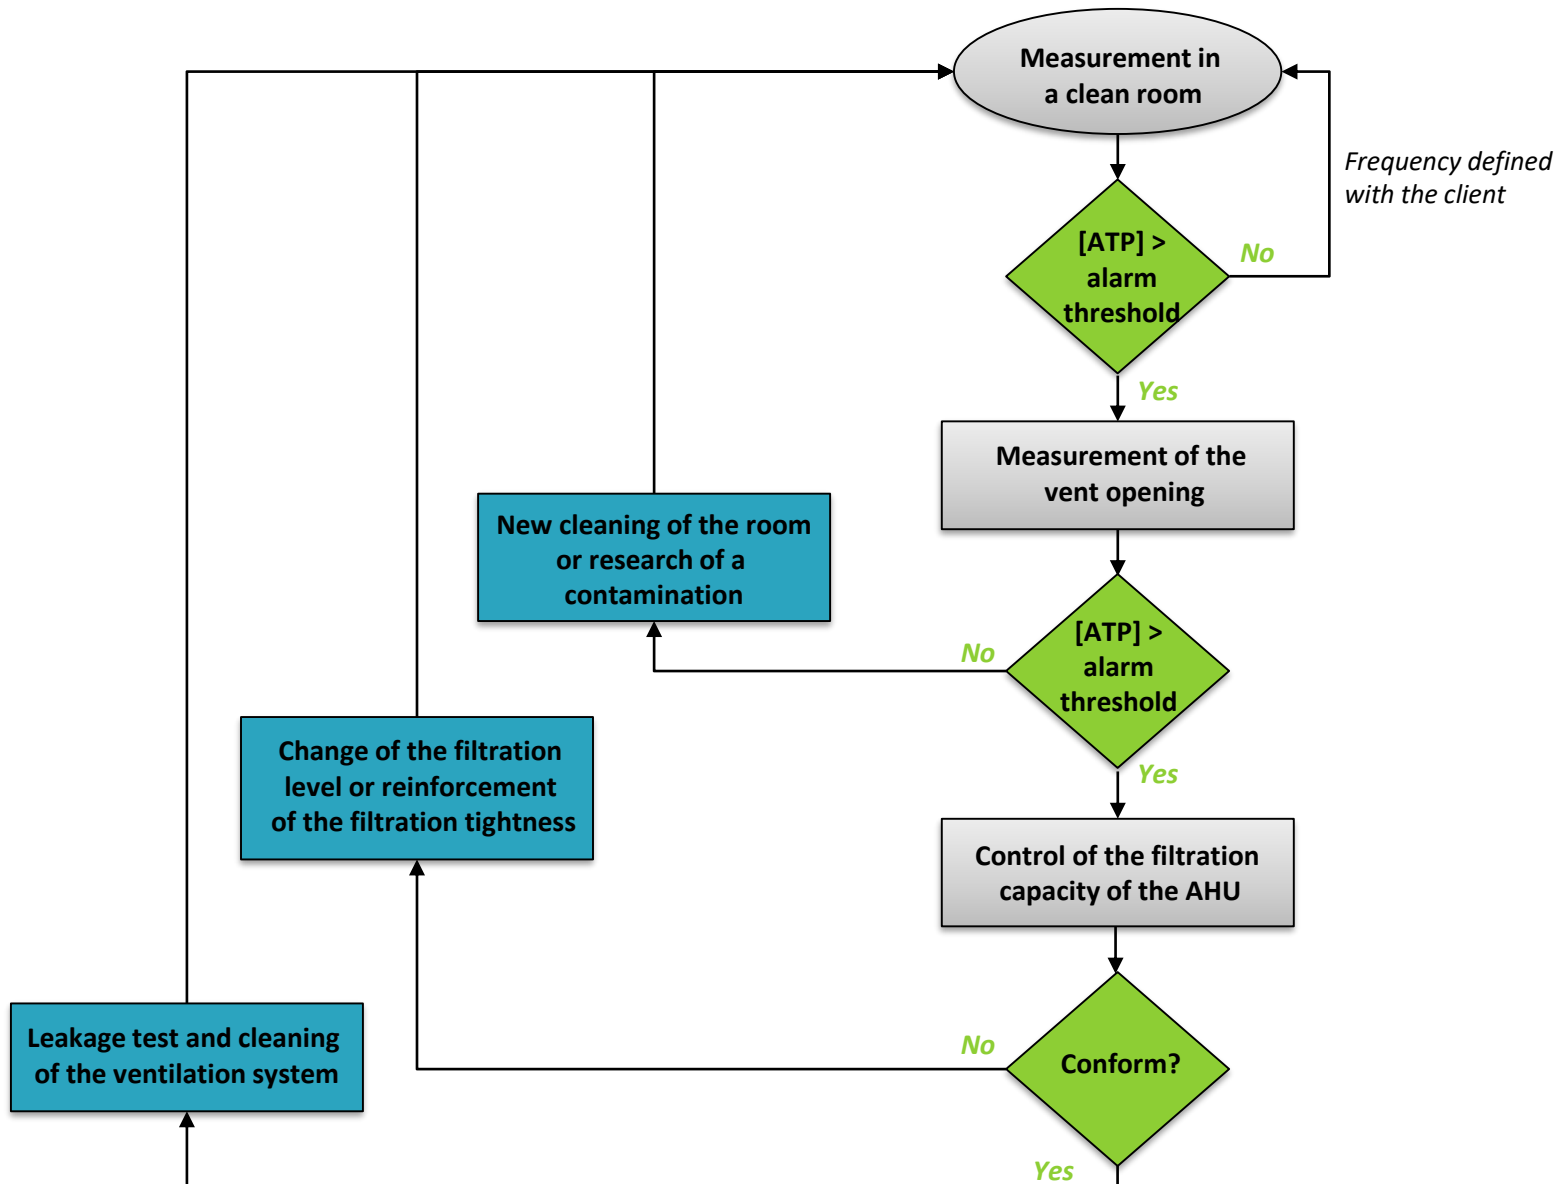 Measurement in
a clean room
Frequency defined
with the client
[ATP] >
alarm
threshold
No
Yes
Measurement of the
vent opening
New cleaning of the room
or research of a
contamination
[ATP] >
alarm
threshold
No
Yes
Change of the filtration
level or reinforcement
of the filtration tightness
Control of the filtration
capacity of the AHU
Leakage test and cleaning
of the ventilation system
No
Conform?
Yes